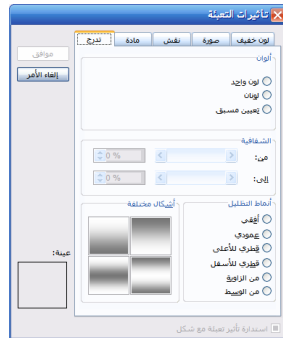 تأثيرات التعبئة
لون خفيف
صورة
نقش
مادة
تدرج
موافق
إلغاء الأمر
ألوان
لون واحد
لونان
تعيين مسبق
الشفافية
من:
0 %
إلى:
0 %
أنماط التظليل
أشكال مختلفة
أفقي
عمودي
قطري للأعلى
قطري للأسفل
من الزاوية
من الوسط
عينة:
استدارة تأثير تعبئة مع شكل